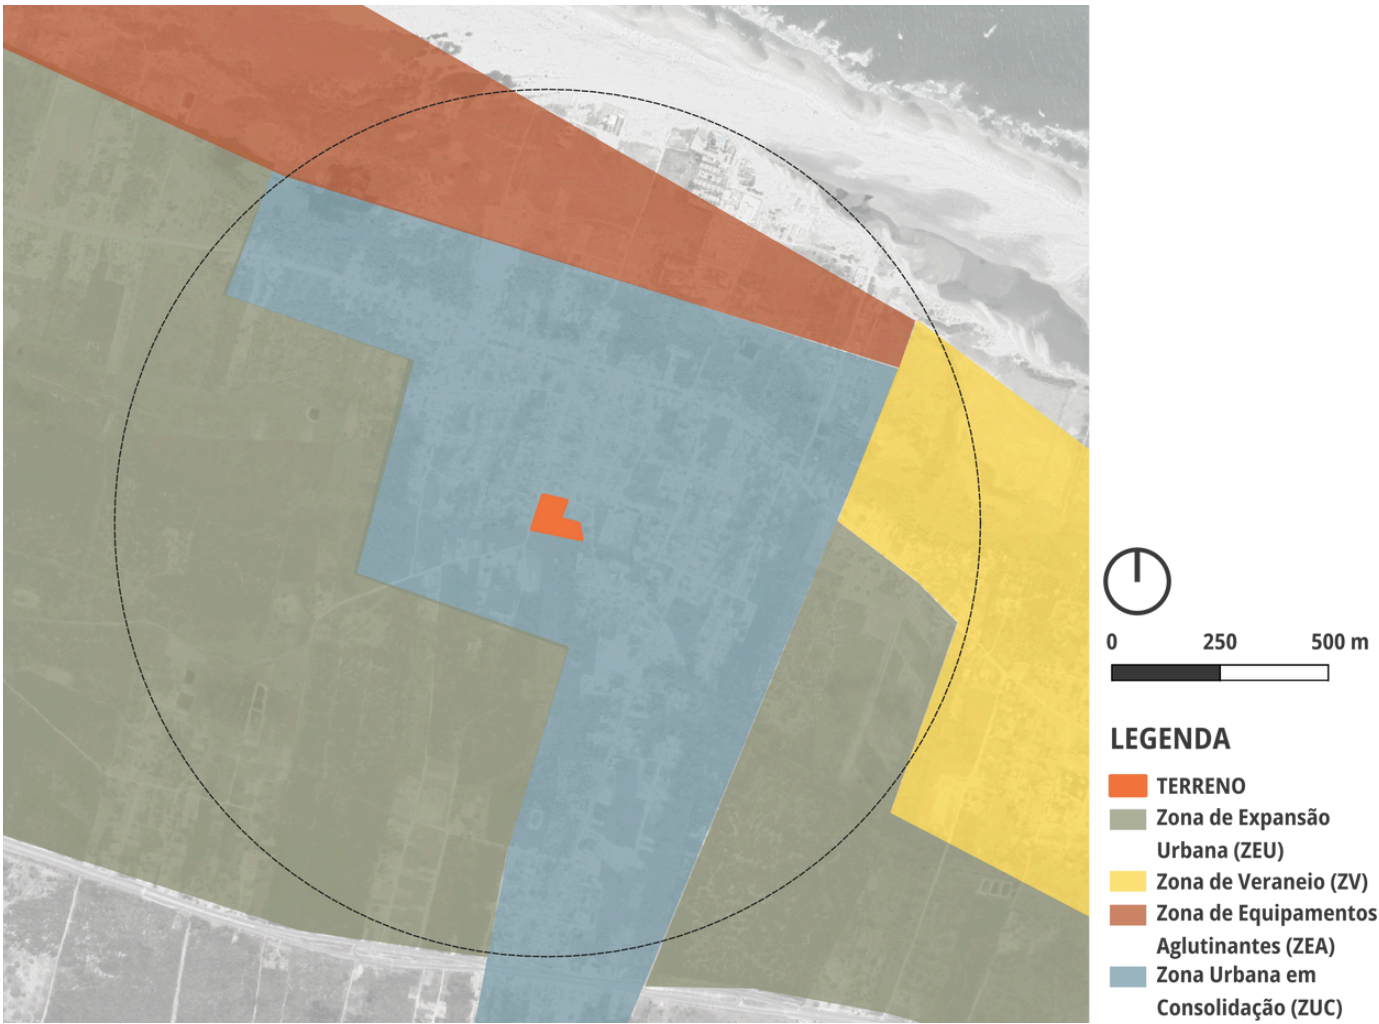 0 250 500 m
LEGENDA
TERRENO
Zona de Expansão
Urbana (ZEU)
Zona de Veraneio (ZV)
Zona de Equipamentos
Aglutinantes (ZEA)
Zona Urbana em
Consolidação (ZUC)